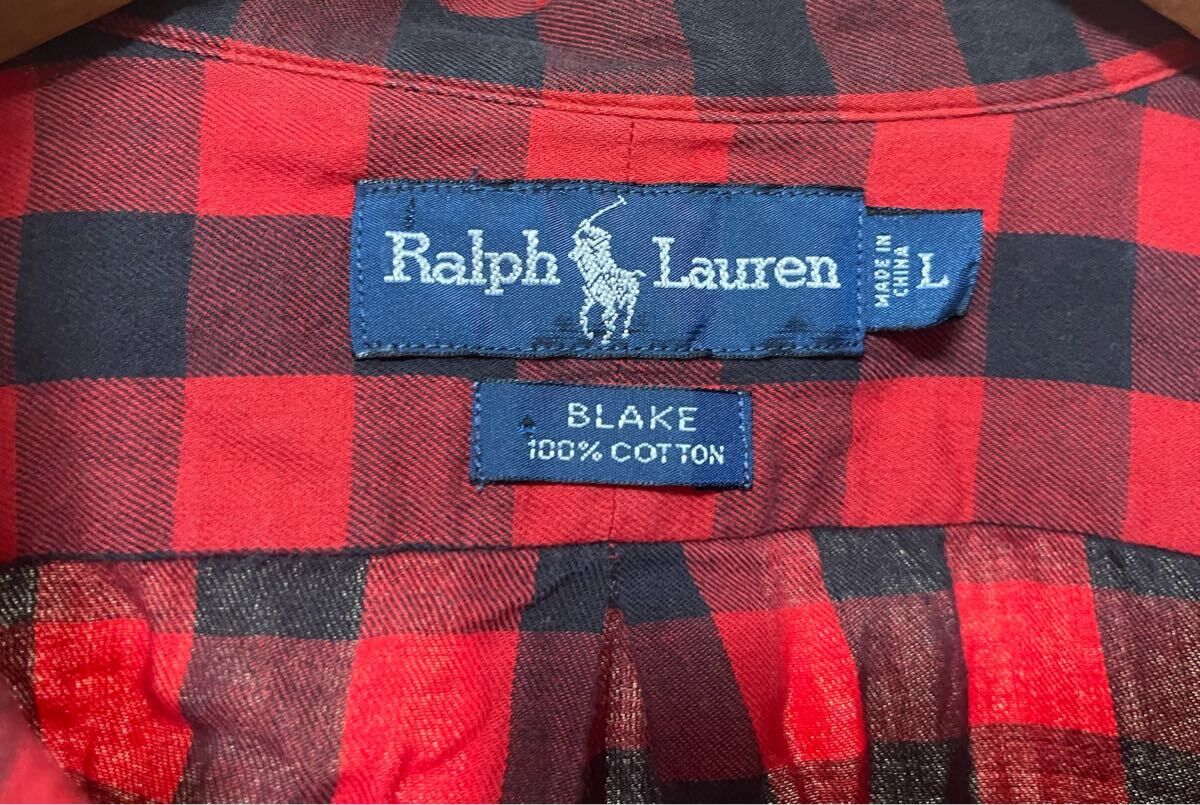 Ralph Lauren
MADE IN
CHINA
L
BLAKE
100% COTTON